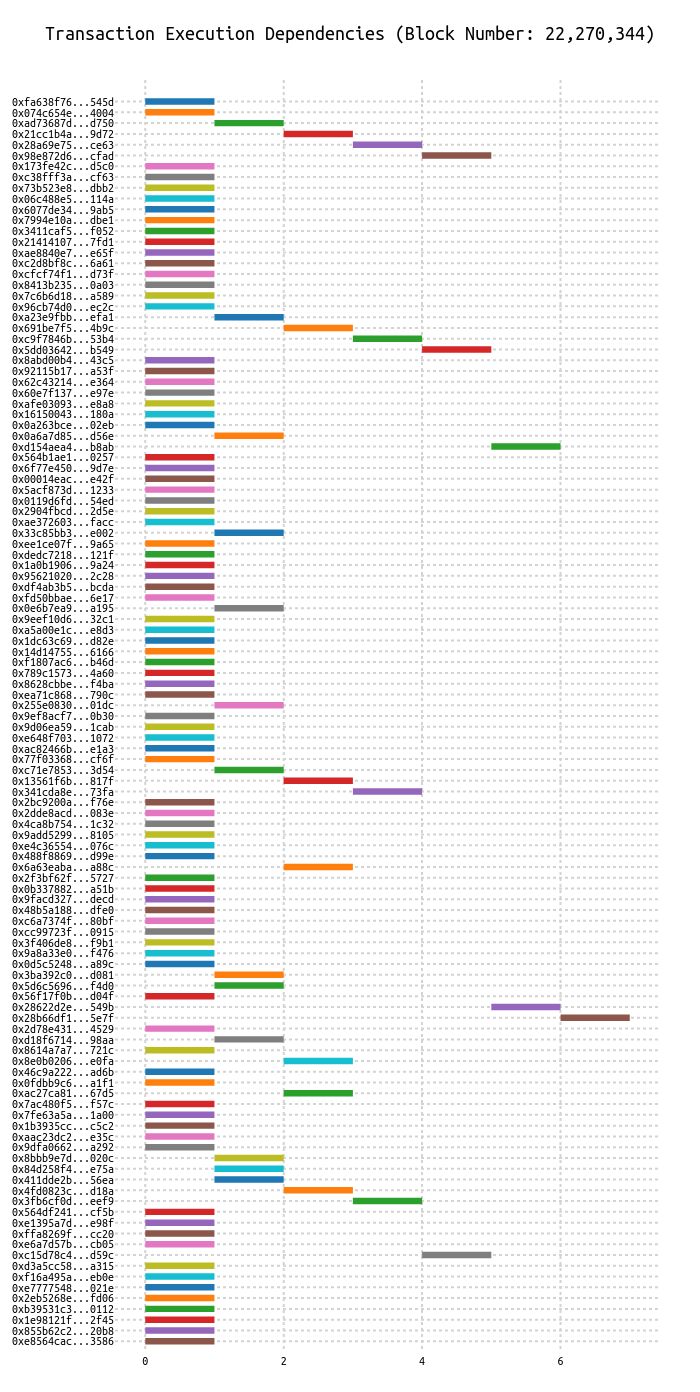 Transaction Execution Dependencies (Block Number: 22,270,344)
0xfa638f76...545d
0x074c654e...4004
0xad73687d...d750
0x21cc1b4a...9d72
0x28a69e75...ce63
0x98e872d6...cfad
0x173fe42c...d5c0
0xc38fff3a...cf63
0x73b523e8...dbb2
0x06c488e5...114a
0x6077de34...9ab5
0x7994e10a...dbe1
0x3411caf5...f052
0x21414107...7fd1
0xae8840e7...e65f
0xc2d8bf8c...6a61
0xcfcf74f1...d73f
0x8413b235...0a03
0x7c6b6d18...a589
0x96cb74d0...ec2c
0xa23e9fbb...efa1
0x691be7f5...4b9c
0xc9f7846b...53b4
0x5dd03642...b549
0x8abd00b4...43c5
0x92115b17...a53f
0x62c43214...e364
0x60e7f137...e97e
0xafe03093...e8a8
0x16150043...180a
0x0a263bce...02eb
0x0a6a7d85...d56e
0xd154aea4...b8ab
0x564b1ae1...0257
0x6f77e450...9d7e
0x00014eac...e42f
0x5acf873d...1233
0x0119d6fd...54ed
0x2904fbcd...2d5e
0xae372603...facc
0x33c85bb3...e002
0xee1ce07f...9a65
0xdedc7218...121f
0x1a0b1906...9a24
0x95621020...2c28
0xdf4ab3b5...bcda
0xfd50bbae...6e17
0x0e6b7ea9...a195
0x9eef10d6...32c1
0xa5a00e1c...e8d3
0x1dc63c69...d82e
0x14d14755...6166
0xf1807ac6...b46d
0x789c1573...4a60
0x8628cbbe...f4ba
0xea71c868...790c
0x255e0830...01dc
0x9ef8acf7...0b30
0x9d06ea59...1cab
0xe648f703...1072
0xac82466b...e1a3
0x77f03368...cf6f
0xc71e7853...3d54
0x13561f6b...817f
0x341cda8e...73fa
0x2bc9200a...f76e
0x2dde8acd...083e
0x4ca8b754...1c32
0x9add5299...8105
0xe4c36554...076c
0x488f8869...d99e
0x6a63eaba...a88c
0x2f3bf62f...5727
0x0b337882...a51b
0x9facd327...decd
0x48b5a188...dfe0
0xc6a7374f...80bf
0xcc99723f...0915
0x3f406de8...f9b1
0x9a8a33e0...f476
0x0d5c5248...a89c
0x3ba392c0...d081
0x5d6c5696...f4d0
0x56f17f0b...d04f
0x28622d2e...549b
0x28b66df1...5e7f
0x2d78e431...4529
0xd18f6714...98aa
0x8614a7a7...721c
0x8e0b0206...e0fa
0x46c9a222...ad6b
0x0fdbb9c6...a1f1
0xac27ca81...67d5
0x7ac480f5...f57c
0x7fe63a5a...1a00
0x1b3935cc...c5c2
0xaac23dc2...e35c
0x9dfa0662...a292
0x8bbb9e7d...020c
0x84d258f4...e75a
0x411dde2b...56ea
0x4fd0823c...d18a
0x3fb6cf0d...eef9
0x564df241...cf5b
0xe1395a7d...e98f
0xffa8269f...cc20
0xe6a7d57b...cb05
0xc15d78c4...d59c
0xd3a5cc58...a315
0xf16a495a...eb0e
0xe7777548...021e
0x2eb5268e...fd06
0xb39531c3...0112
0x1e98121f...2f45
0x855b62c2...20b8
0xe8564cac...3586
0 2 4 6